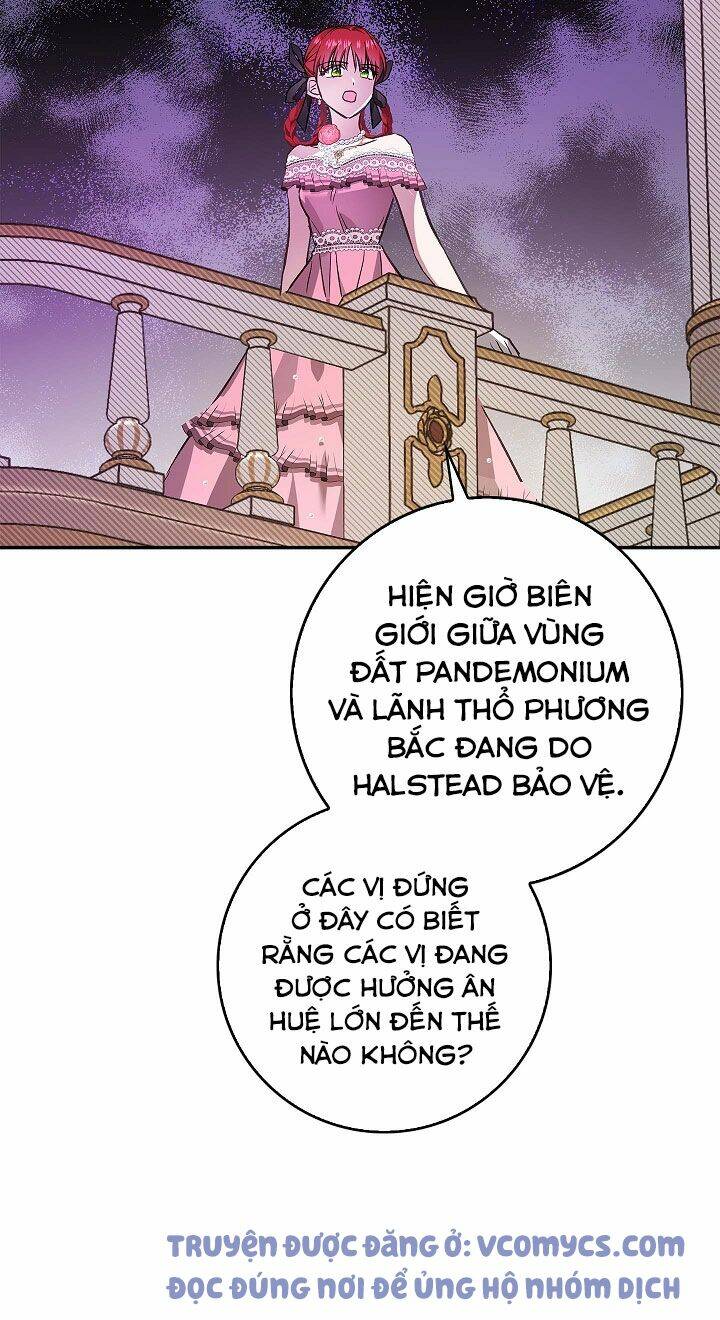 HIỆN GIỜ BIÊN
GIỚI GIỮA VÙNG
ĐẤT PANDEMONIUM
VÀ LÃNH THỔ PHƯƠNG
BẮC ĐANG DO
HALSTEAD BẢO VỆ.
CÁC VỊ ĐỨNG
Ở ĐÂY CÓ BIẾT
RẰNG CÁC VỊ ĐANG
ĐƯỢC HƯỞNG ÂN
HUỆ LỚN ĐẾN THẾ
NÀO KHÔNG?
TRUYỆN ĐƯỢC ĐĂNG Ở: vcomycs.com
ĐỌC ĐÚNG NƠI ĐỂ ỦNG HỘ NHÓM DỊCH